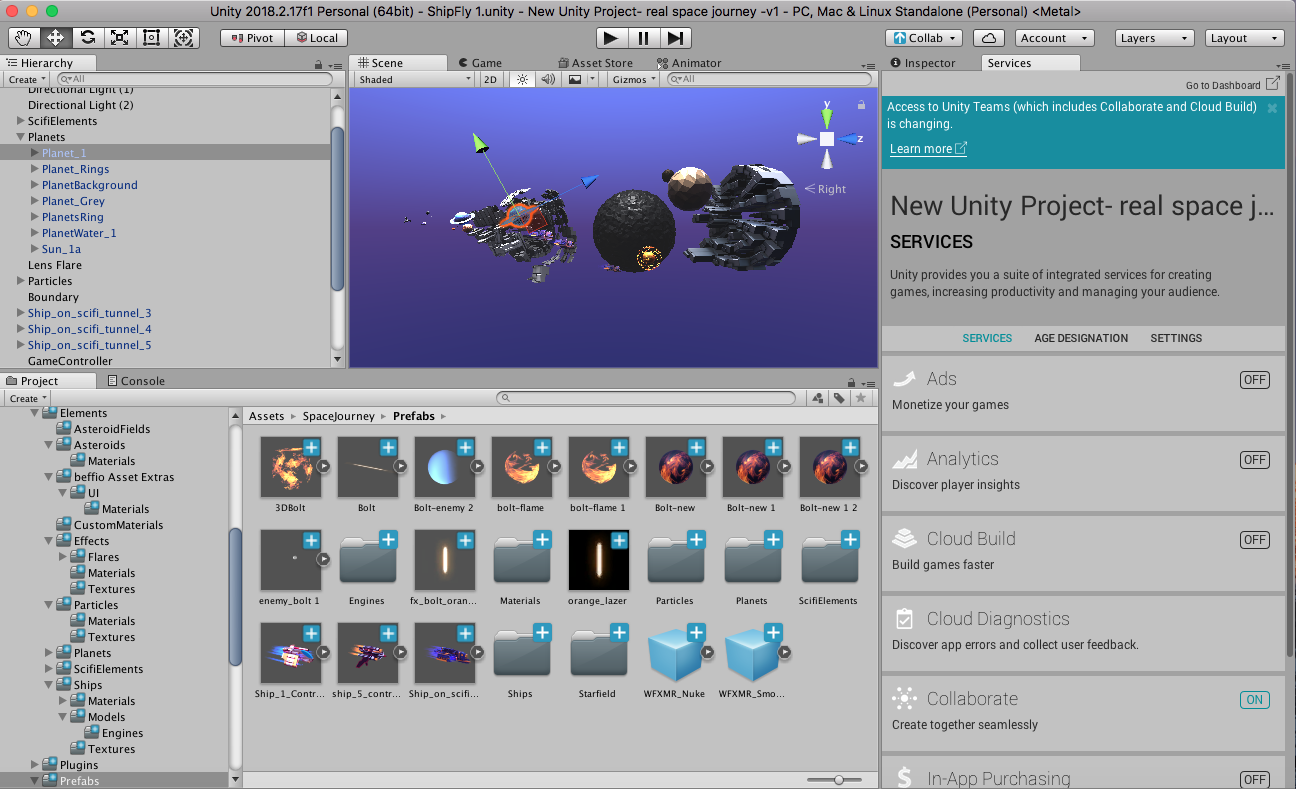 Unity 2018.2.17f1 Personal (64bit) - ShipFly 1.unity - New Unity Project- real space journey -v1 - PC, Mac & Linux Standalone (Personal) <Metal>
Pivot
Local
Collab
Account
Layers
Layout
Hierarchy
Create
All
Directional Light (1)
Directional Light (2)
ScifiElements
Planets
Planet_1
Planet_Rings
PlanetBackground
Planet_Grey
PlanetsRing
PlanetWater_1
Sun_1a
Lens Flare
Particles
Boundary
Ship_on_scifi_tunnel_3
Ship_on_scifi_tunnel_4
Ship_on_scifi_tunnel_5
GameController
Scene
Game
Asset Store
Animator
Shaded
2D
Gizmos
All
y
z
Right
Inspector
Services
Go to Dashboard
Access to Unity Teams (which includes Collaborate and Cloud Build)
is changing.
Learn more
New Unity Project- real space j...
SERVICES
Unity provides you a suite of integrated services for creating
games, increasing productivity and managing your audience.
SERVICES
AGE DESIGNATION
SETTINGS
Ads
OFF
Monetize your games
Analytics
OFF
Discover player insights
Cloud Build
OFF
Build games faster
Cloud Diagnostics
Discover app errors and collect user feedback.
Collaborate
ON
Create together seamlessly
In-App Purchasing
OFF
Project
Console
Create
Elements
AsteroidFields
Asteroids
Materials
beffio Asset Extras
UI
Materials
CustomMaterials
Effects
Flares
Materials
Textures
Particles
Materials
Textures
Planets
ScifiElements
Ships
Materials
Models
Engines
Textures
Plugins
Prefabs
Assets
SpaceJourney
Prefabs
3DBolt
Bolt
Bolt-enemy 2
bolt-flame
bolt-flame 1
Bolt-new
Bolt-new 1
Bolt-new 1 2
enemy_bolt 1
Engines
fx_bolt_oran...
Materials
orange_lazer
Particles
Planets
ScifiElements
Ship_1_Contr...
ship_5_contr...
Ship_on_scifi...
Ships
Starfield
WFXMR_Nuke
WFXMR_Smo...